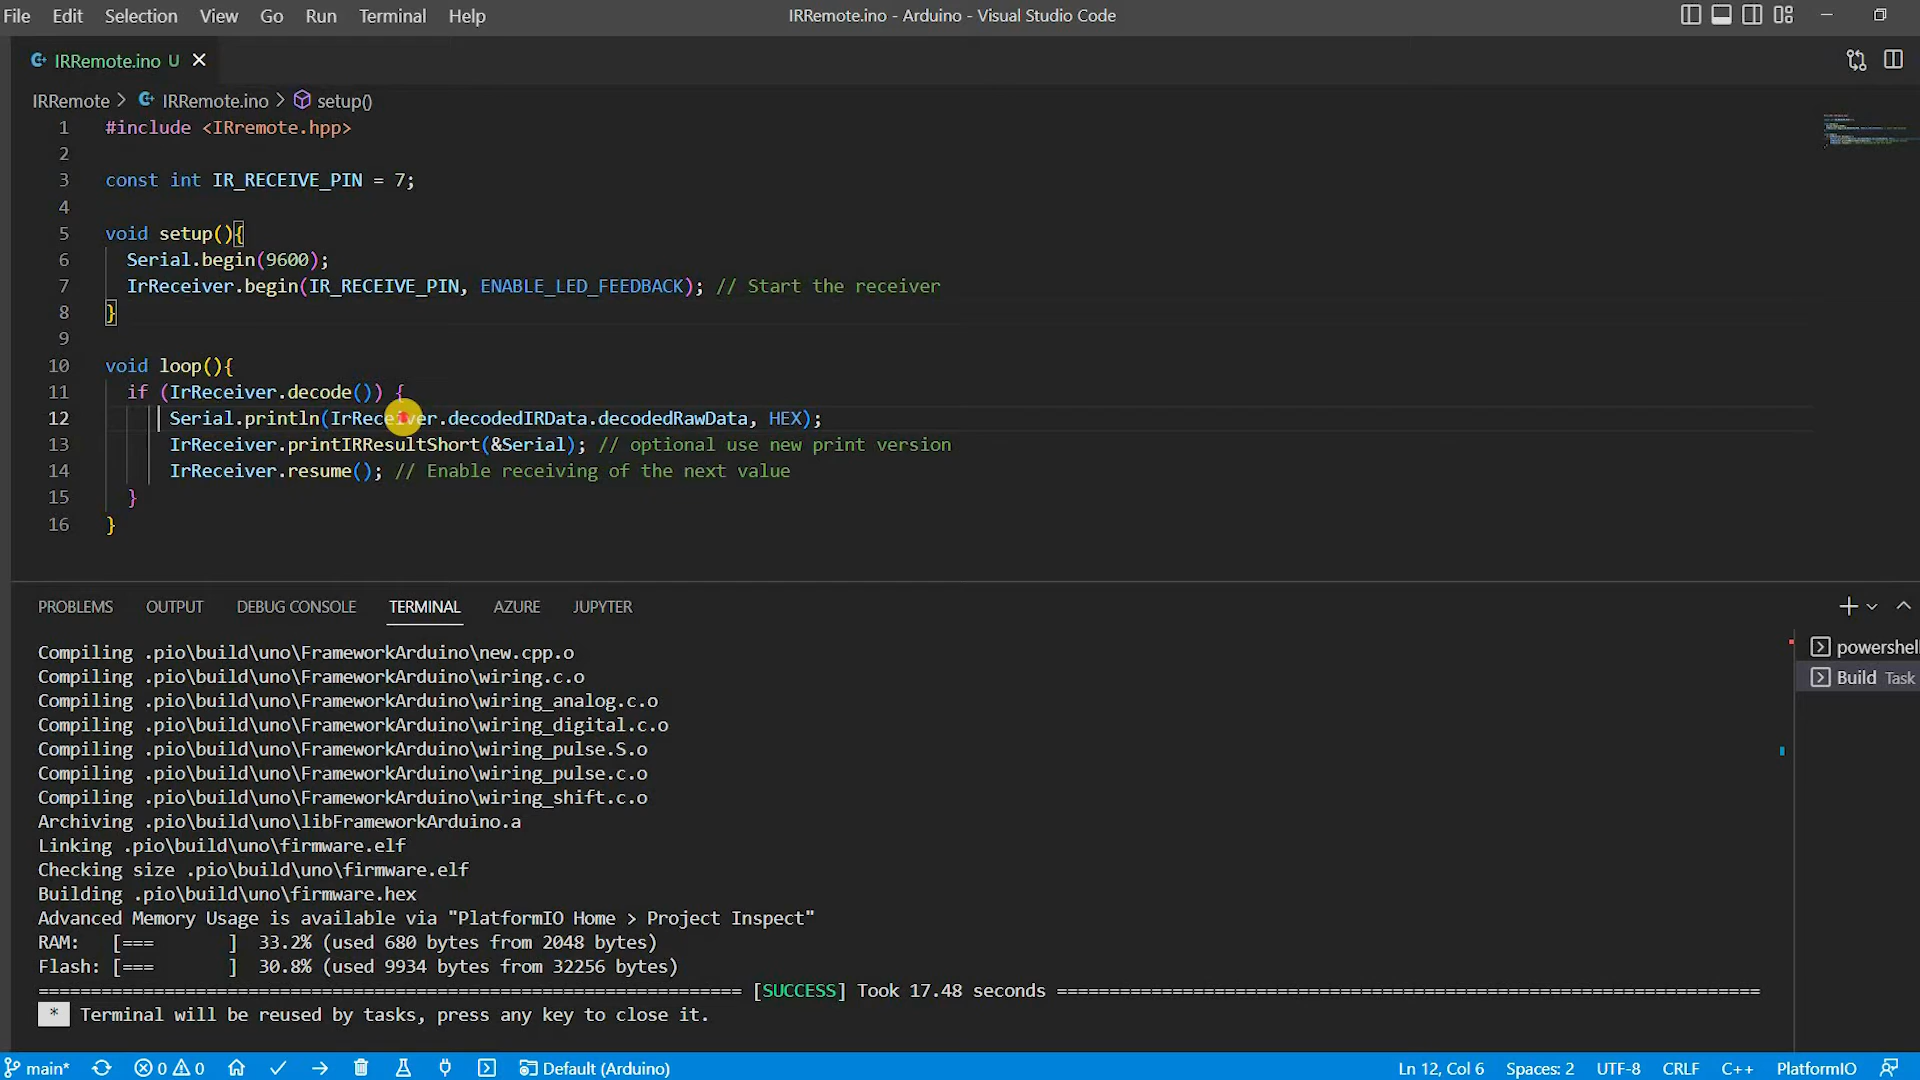 File Edit Selection View Go Run Terminal Help
IRRemote.ino - Arduino - Visual Studio Code
IRRemote.ino U
IRRemote > IRRemote.ino > setup()
1 #include <IRremote.hpp>
2
3 const int IR_RECEIVE_PIN = 7;
4
5 void setup(){
6 Serial.begin(9600);
7 IrReceiver.begin(IR_RECEIVE_PIN, ENABLE_LED_FEEDBACK); // Start the receiver
8 }
9
10 void loop(){
11 if (IrReceiver.decode()) {
12 Serial.println(IrReceiver.decodedIRData.decodedRawData, HEX);
13 IrReceiver.printIRResultShort(&Serial); // optional use new print version
14 IrReceiver.resume(); // Enable receiving of the next value
15 }
16 }
PROBLEMS OUTPUT DEBUG CONSOLE TERMINAL AZURE JUPYTER
Compiling .pio\build\uno\FrameworkArduino\new.cpp.o
Compiling .pio\build\uno\FrameworkArduino\wiring.c.o
Compiling .pio\build\uno\FrameworkArduino\wiring_analog.c.o
Compiling .pio\build\uno\FrameworkArduino\wiring_digital.c.o
Compiling .pio\build\uno\FrameworkArduino\wiring_pulse.S.o
Compiling .pio\build\uno\FrameworkArduino\wiring_pulse.c.o
Compiling .pio\build\uno\FrameworkArduino\wiring_shift.c.o
Archiving .pio\build\uno\libFrameworkArduino.a
Linking .pio\build\uno\firmware.elf
Checking size .pio\build\uno\firmware.elf
Building .pio\build\uno\firmware.hex
Advanced Memory Usage is available via "PlatformIO Home > Project Inspect"
RAM: [=== ] 33.2% (used 680 bytes from 2048 bytes)
Flash: [=== ] 30.8% (used 9934 bytes from 32256 bytes)
================================================================== [SUCCESS] Took 17.48 seconds ==================================================================
* Terminal will be reused by tasks, press any key to close it.
powershell
Build Task
main* 0 0 Default (Arduino) Ln 12, Col 6 Spaces: 2 UTF-8 CRLF C++ PlatformIO